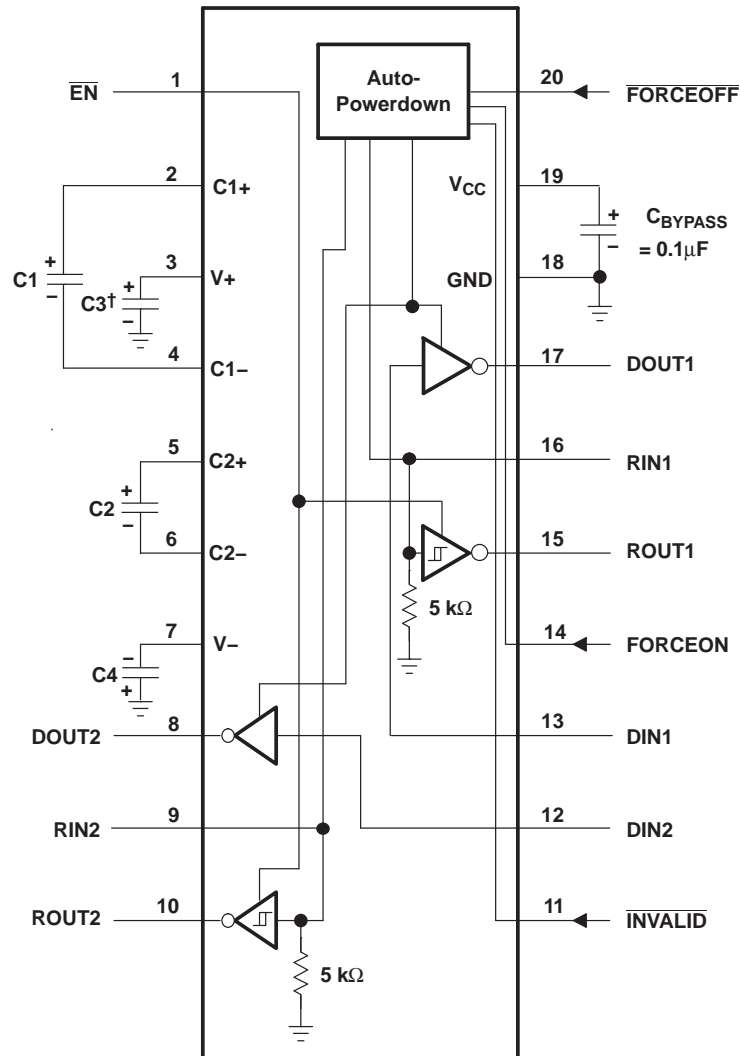 EN
1
Auto-
Powerdown
20
FORCEOFF
2
C1+
VCC
19
+
CBYPASS
= 0.1µF
–
+
C1
–
3
V+
+
C3†
–
GND
18
4
C1–
17
DOUT1
5
C2+
16
RIN1
+
C2
–
6
C2–
15
ROUT1
5 kΩ
7
V–
–
C4
+
14
FORCEON
DOUT2
8
13
DIN1
RIN2
9
12
DIN2
ROUT2
10
11
INVALID
5 kΩ